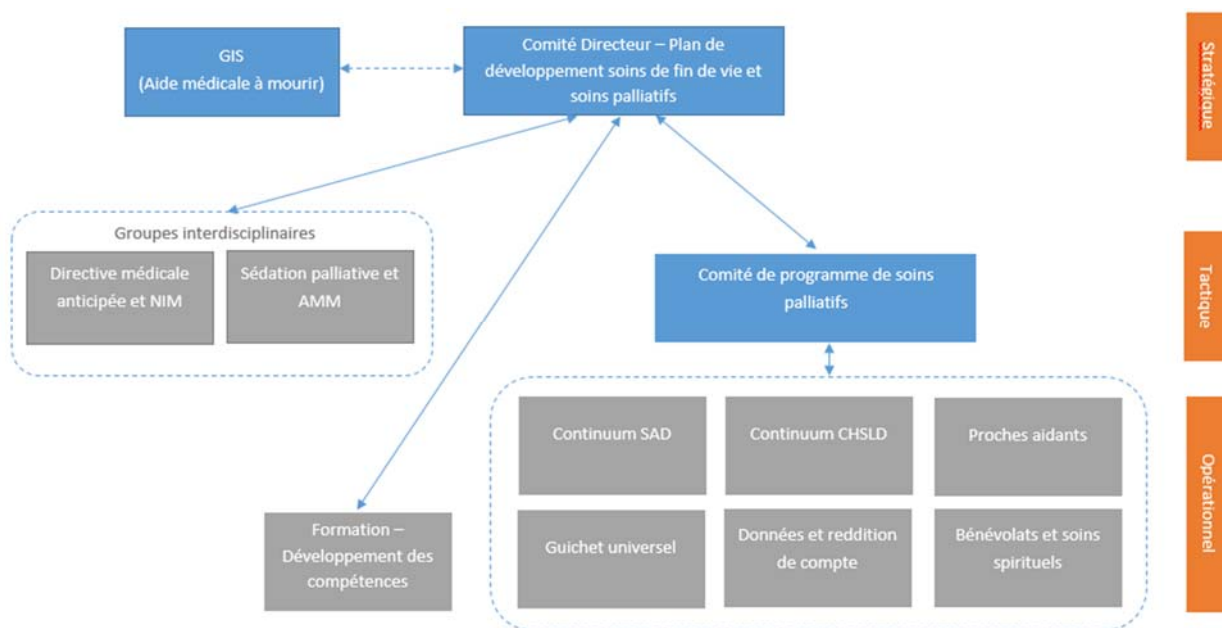 GIS
(Aide médicale à mourir)
Comité Directeur – Plan de
développement soins de fin de vie et
soins palliatifs
Stratégique
Groupes interdisciplinaires
Directive médicale
anticipée et NIM
Sédation palliative et
AMM
Comité de programme de soins
palliatifs
Tactique
Continuum SAD
Continuum CHSLD
Proches aidants
Formation –
Développement des
compétences
Guichet universel
Données et reddition
de compte
Bénévolats et soins
spirituels
Opérationnel